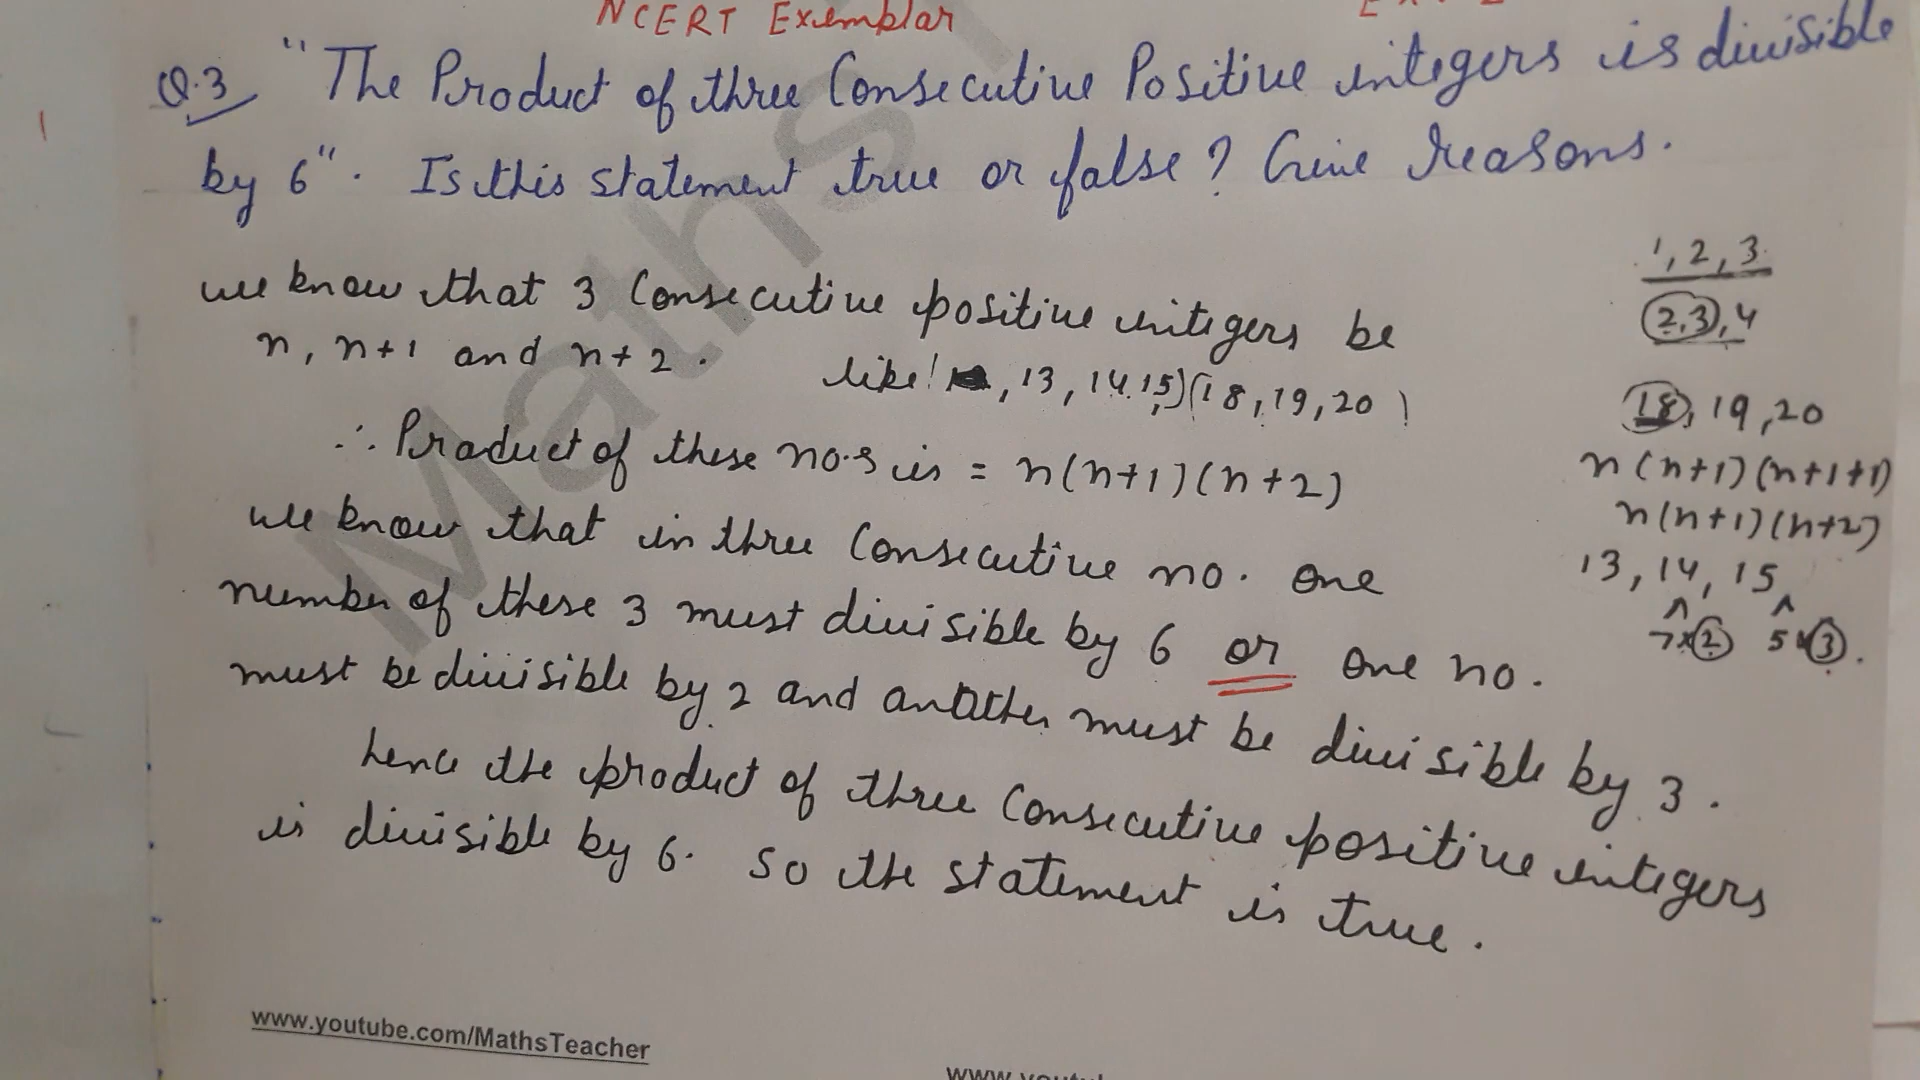 NCERT Exemplar
Q.3 "The Product of three Consecutive Positive integers is divisible
by 6". Is this statement true or false? Give Reasons.
we know that 3 Consecutive positive integers be
n, n+1 and n+2.
like! , 13, 14.15,)(18,19,20)
∴ Product of these no.s is = n(n+1)(n+2)
we know that in three Consecutive no. one
number of these 3 must divisible by 6 or one no.
must be divisible by 2 and another must be divisible by 3.
hence the product of three Consecutive positive integers
is divisible by 6. So the statement is true.
1,2,3.
2,3,4
18,19,20
n(n+1)(n+1+1)
n(n+1)(n+2)
13,14,15
7×2 5×3.
Maths T
www.youtube.com/MathsTeacher